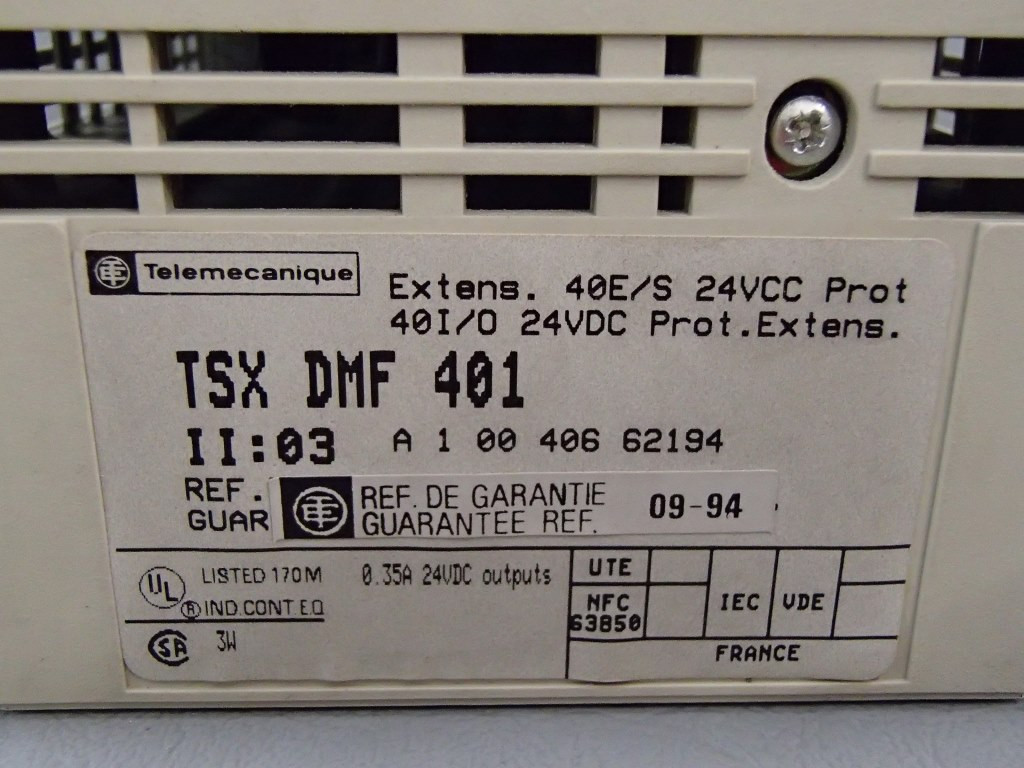 Telemecanique
Extens. 40E/S 24VCC Prot
40I/O 24VDC Prot.Extens.
TSX DMF 401
II:03 A 1 00 406 62194
REF.
GUAR
REF. DE GARANTIE
GUARANTEE REF.
09-94
UL LISTED 170M
® IND.CONT.EQ
0.35A 24VDC outputs
SA 3W
UTE
NFC
63850
IEC
VDE
FRANCE